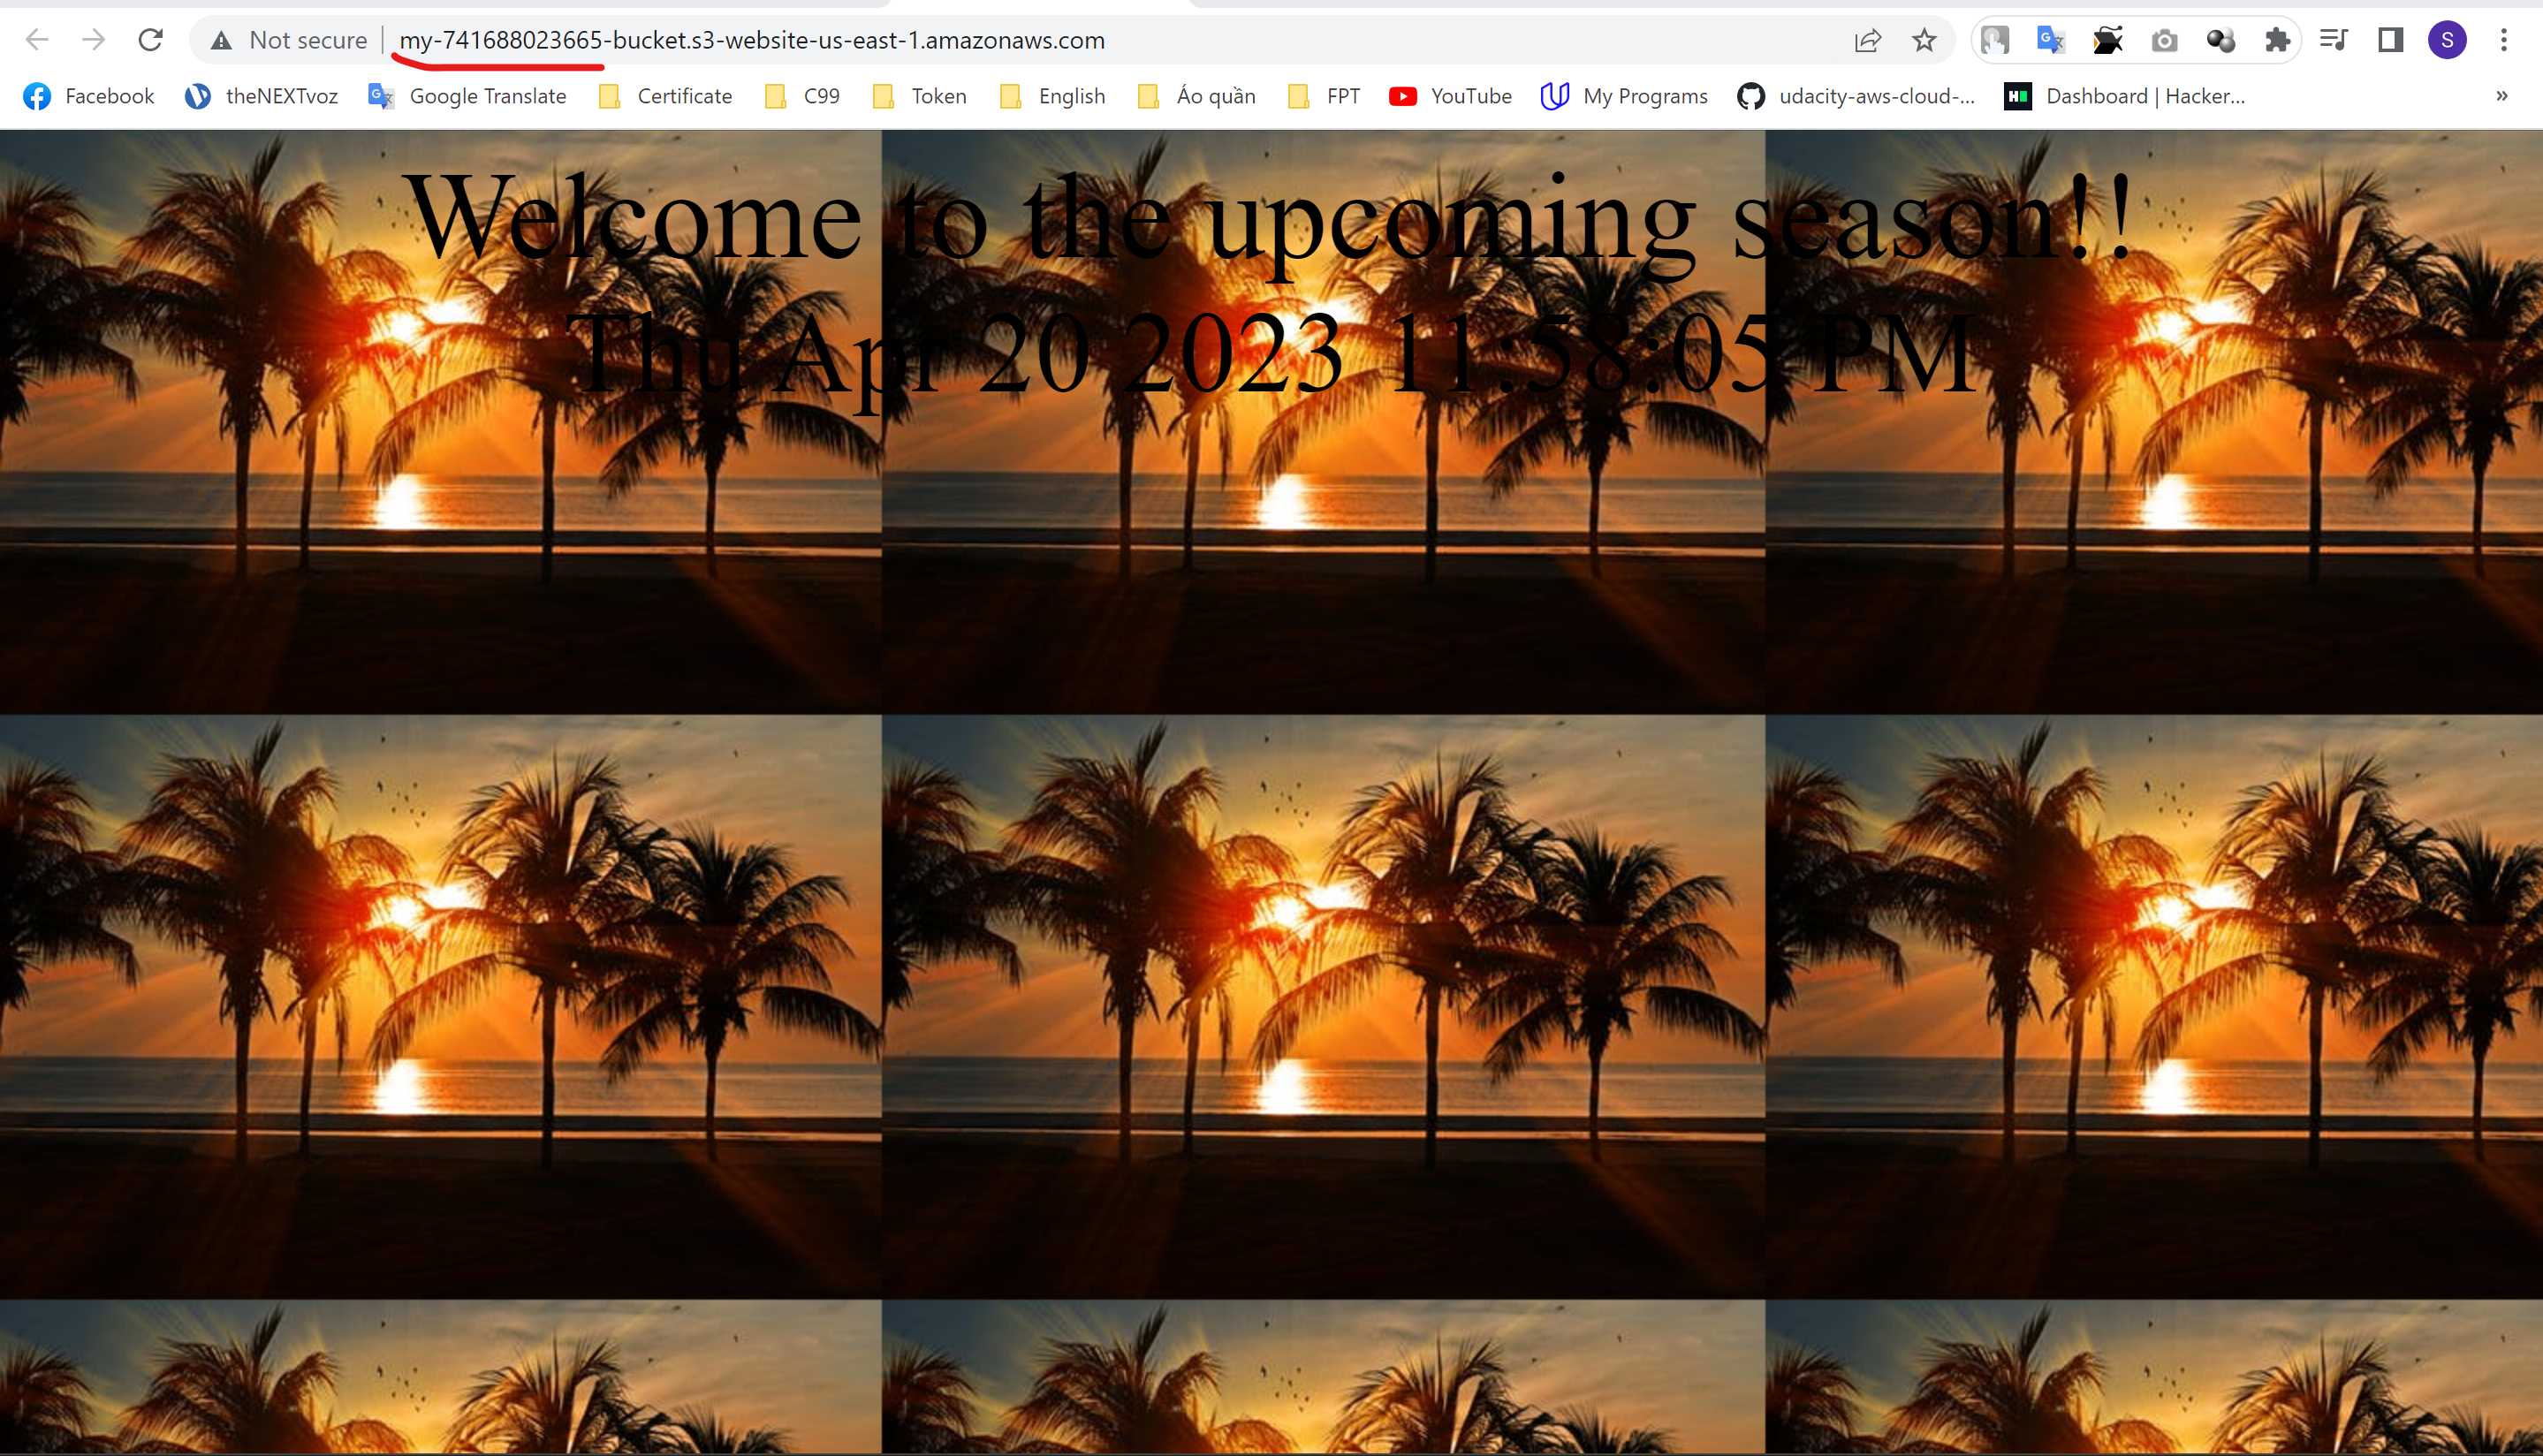 Not secure my-741688023665-bucket.s3-website-us-east-1.amazonaws.com S
Facebook theNEXTvoz Google Translate Certificate C99 Token English Áo quần FPT YouTube My Programs udacity-aws-cloud-... Dashboard | Hacker... »
Welcome to the upcoming season!!
Thu Apr 20 2023 11:58:05 PM